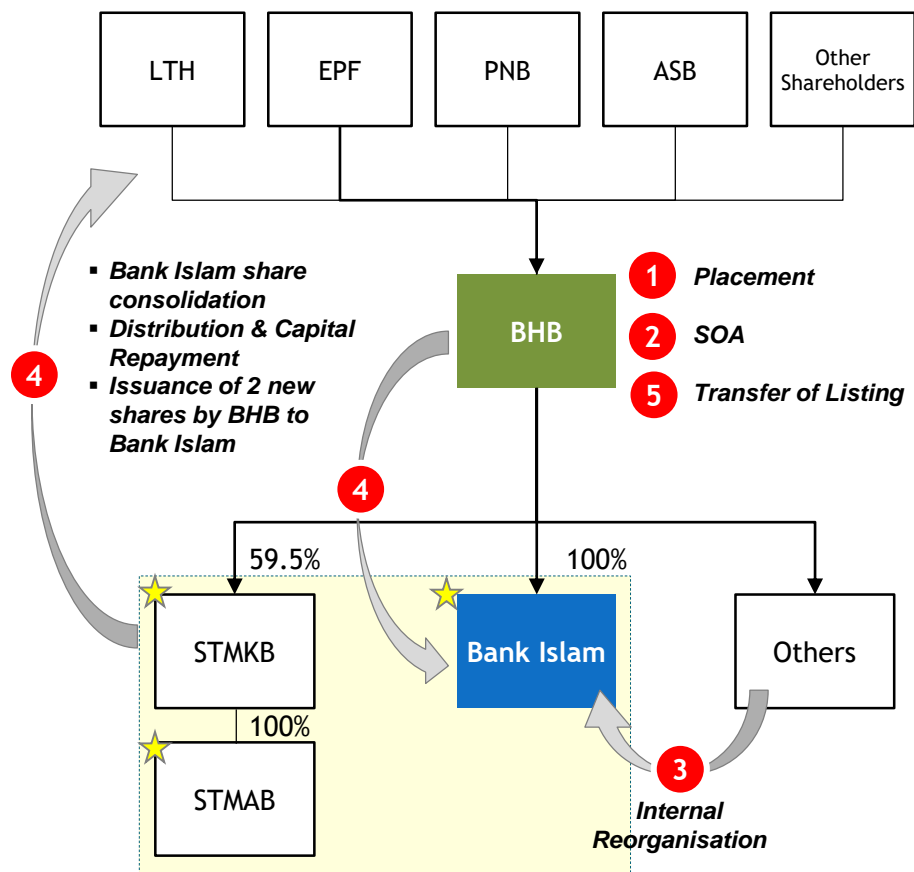 LTH
EPF
PNB
ASB
Other
Shareholders
▪ Bank Islam share
consolidation
▪ Distribution & Capital
Repayment
▪ Issuance of 2 new
shares by BHB to
Bank Islam
4
BHB
1 Placement
2 SOA
5 Transfer of Listing
4
59.5%
100%
STMKB
Bank Islam
Others
100%
STMAB
3
Internal
Reorganisation